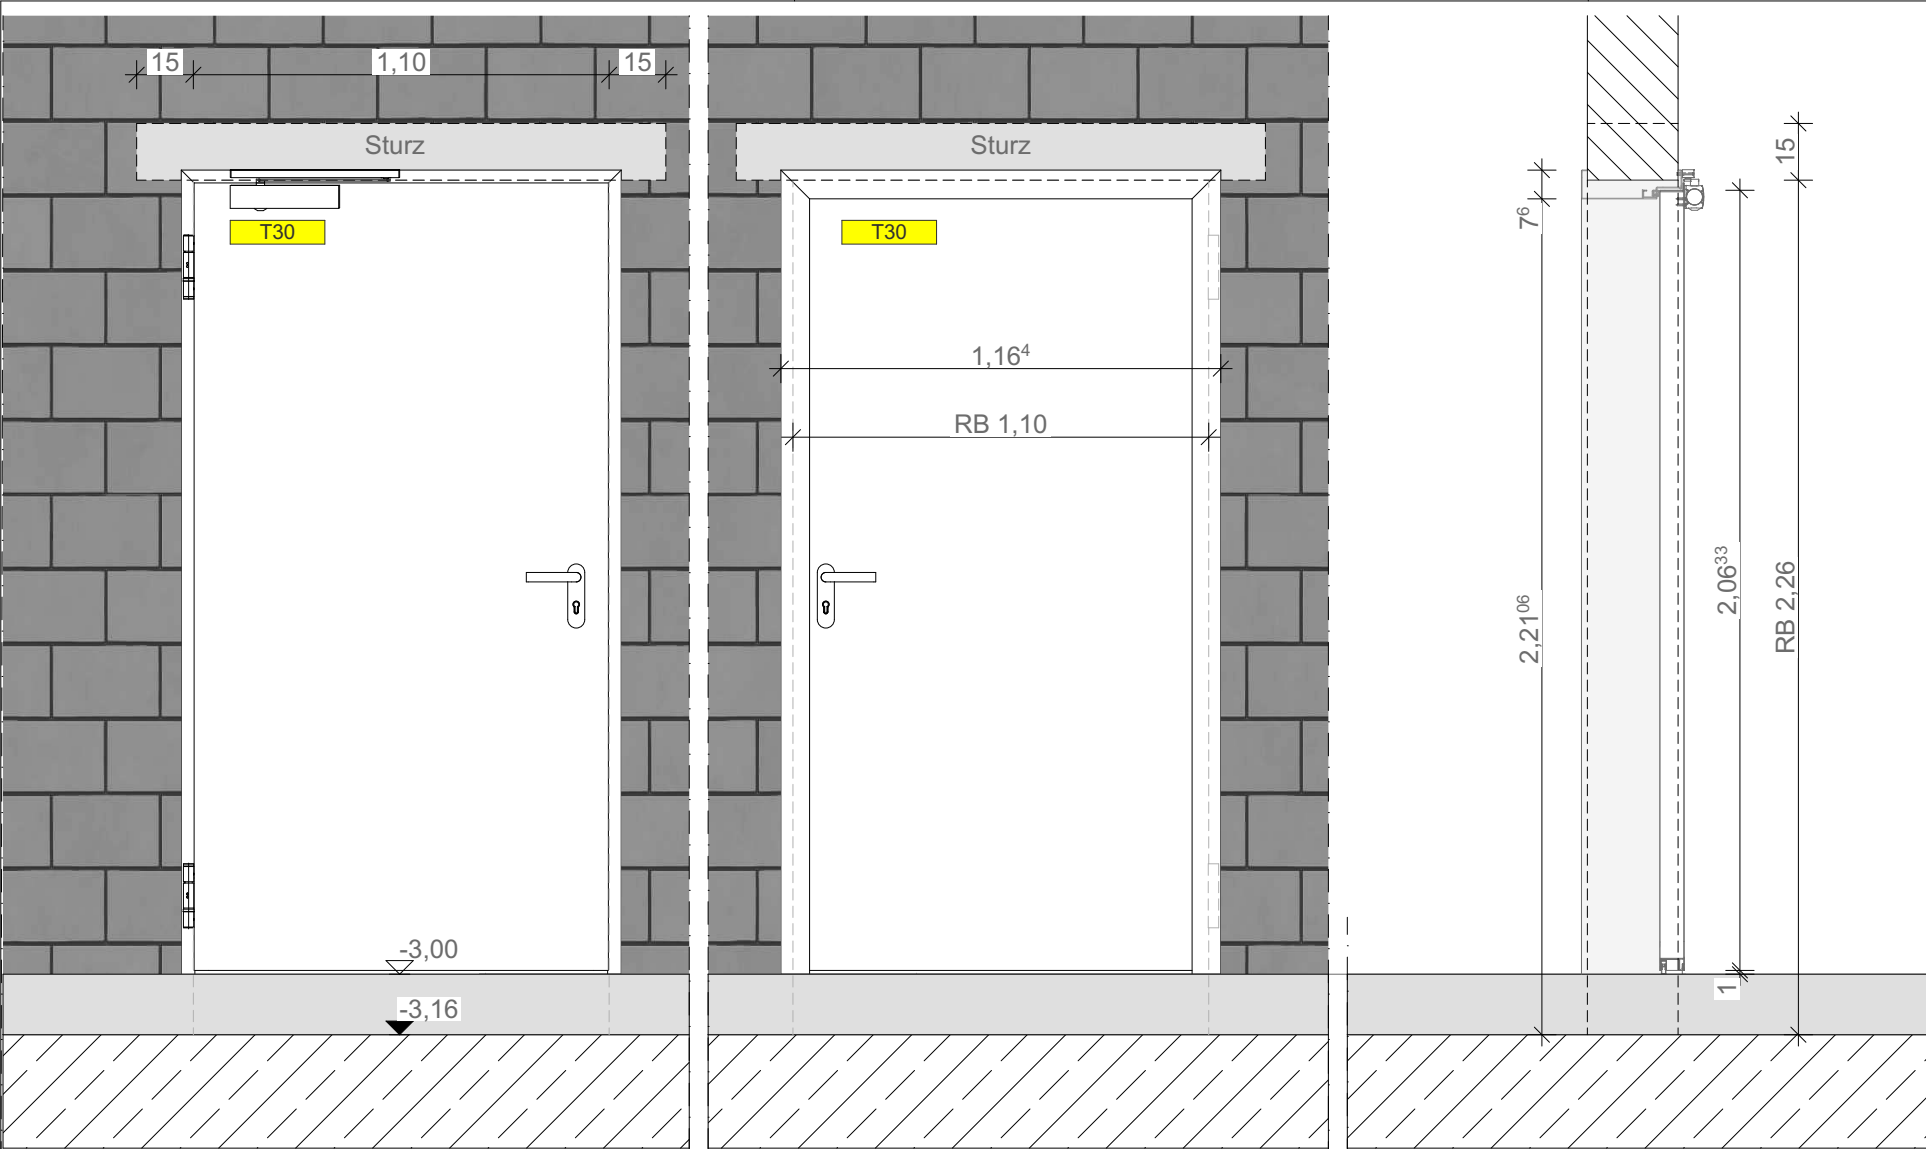 15 1,10 15
Sturz
T30
-3,00
-3,16
Sturz
T30
1,16⁴
RB 1,10
7⁶
2,21⁰⁶
15
2,06³³
RB 2,26
1